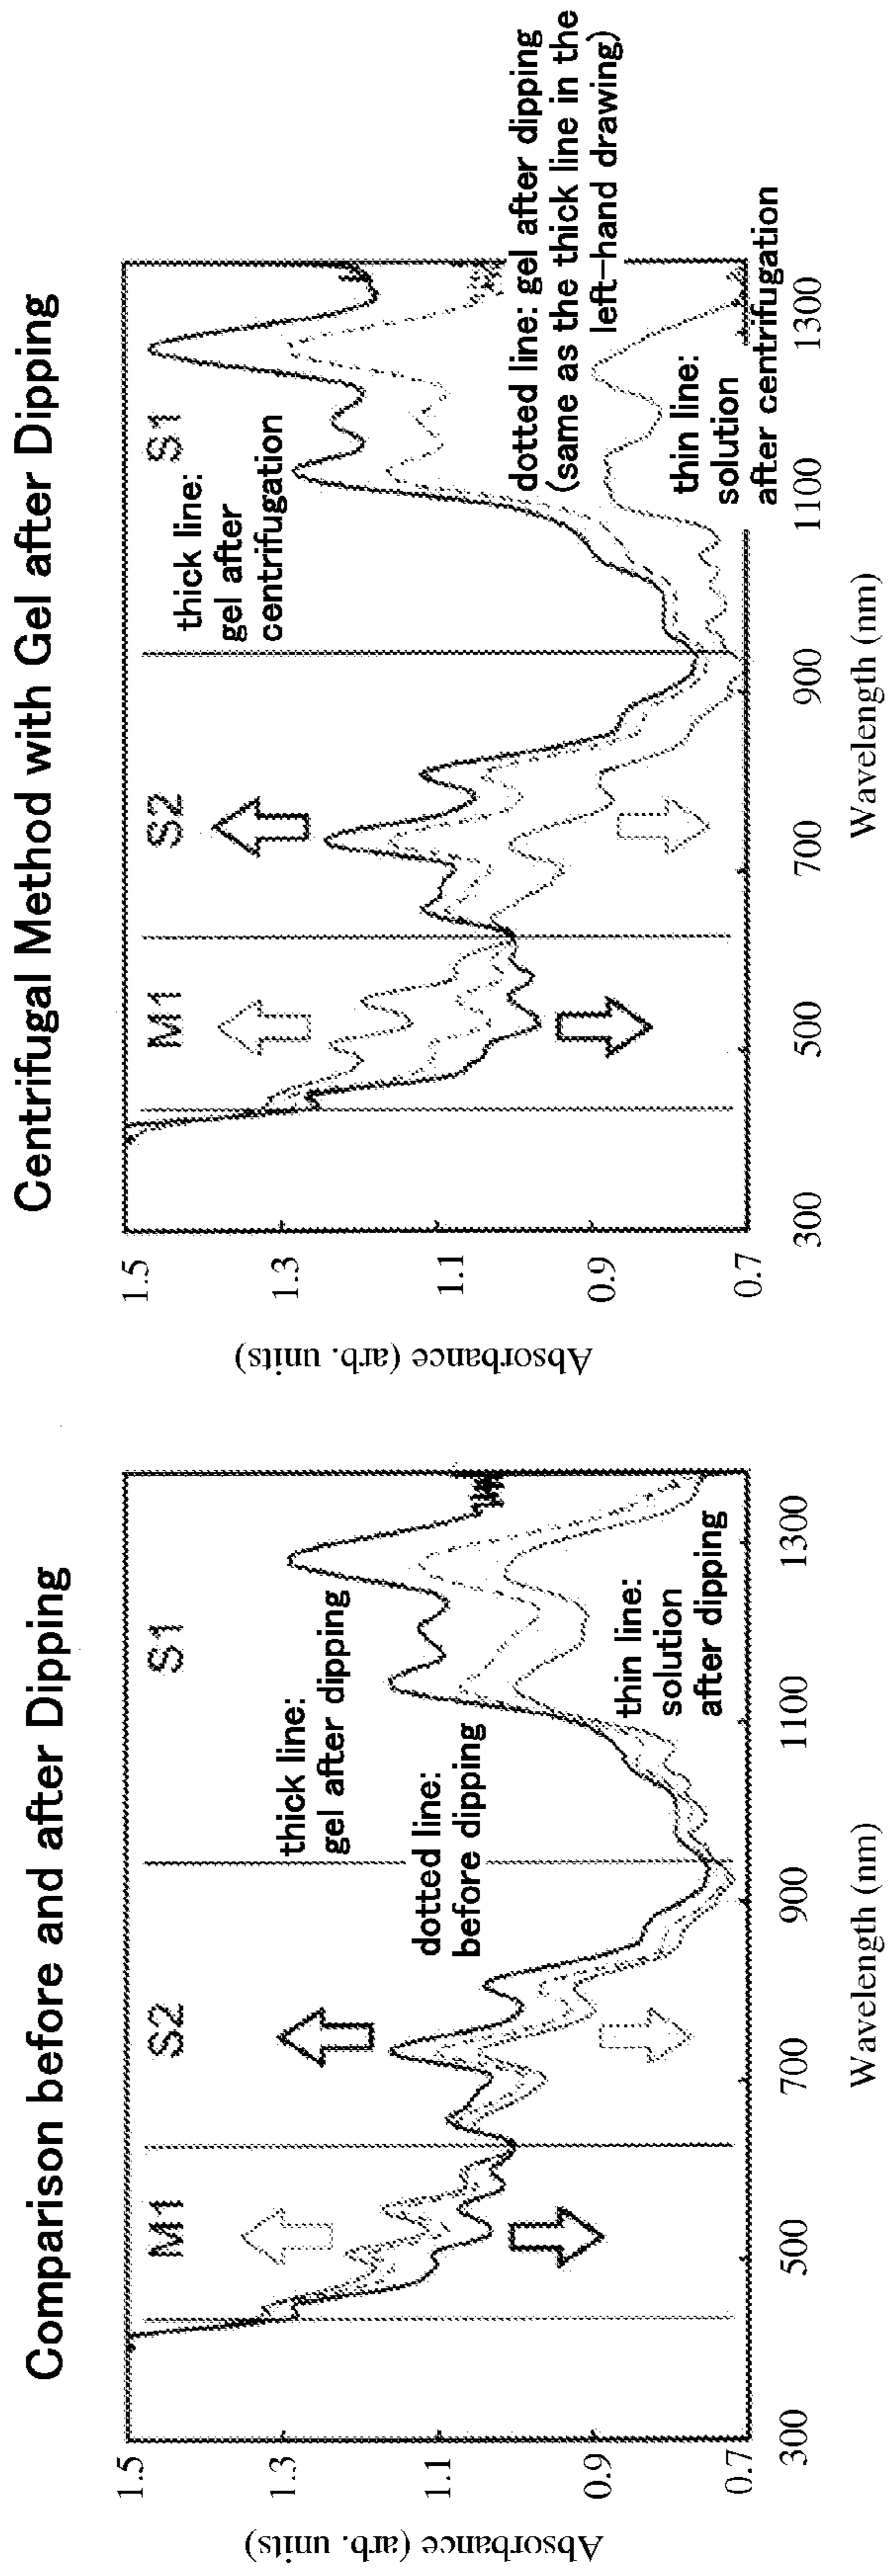 Comparison before and after Dipping
Absorbance (arb. units)
1.5
1.3
1.1
0.9
0.7
M1
S2
S1
thick line:
gel after dipping
dotted line:
before dipping
thin line:
solution
after dipping
300
500
700
900
1100
1300
Wavelength (nm)
Centrifugal Method with Gel after Dipping
Absorbance (arb. units)
1.5
1.3
1.1
0.9
0.7
M1
S2
S1
thick line:
gel after
centrifugation
dotted line: gel after dipping
(same as the thick line in the
left-hand drawing)
thin line:
solution
after centrifugation
300
500
700
900
1100
1300
Wavelength (nm)